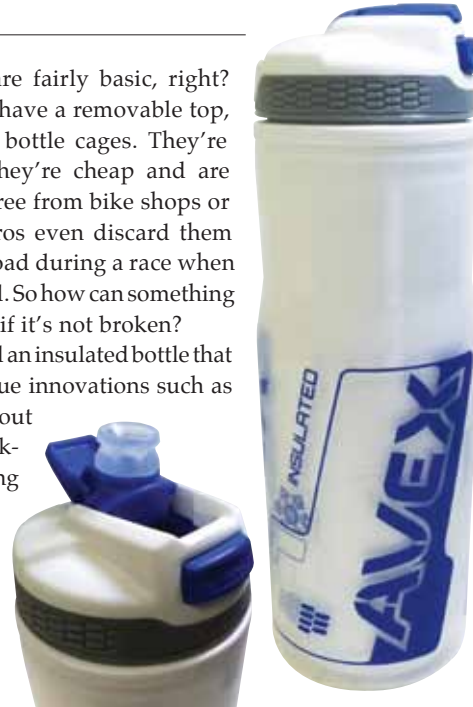 are fairly basic, right?
have a removable top,
bottle cages. They're
hey're cheap and are
ree from bike shops or
ros even discard them
oad during a race when
l. So how can something
if it's not broken?
d an insulated bottle that
ue innovations such as
out
k-
ng
INSULATED
AVEX